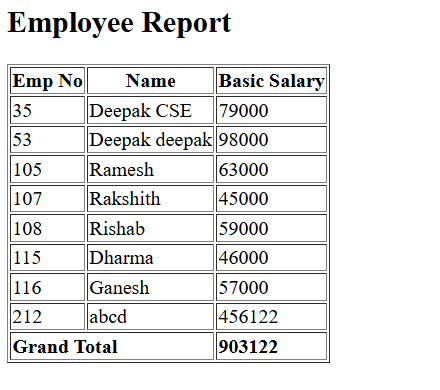 Employee Report
Emp No Name Basic Salary
35 Deepak CSE 79000
53 Deepak deepak 98000
105 Ramesh 63000
107 Rakshith 45000
108 Rishab 59000
115 Dharma 46000
116 Ganesh 57000
212 abcd 456122
Grand Total 903122